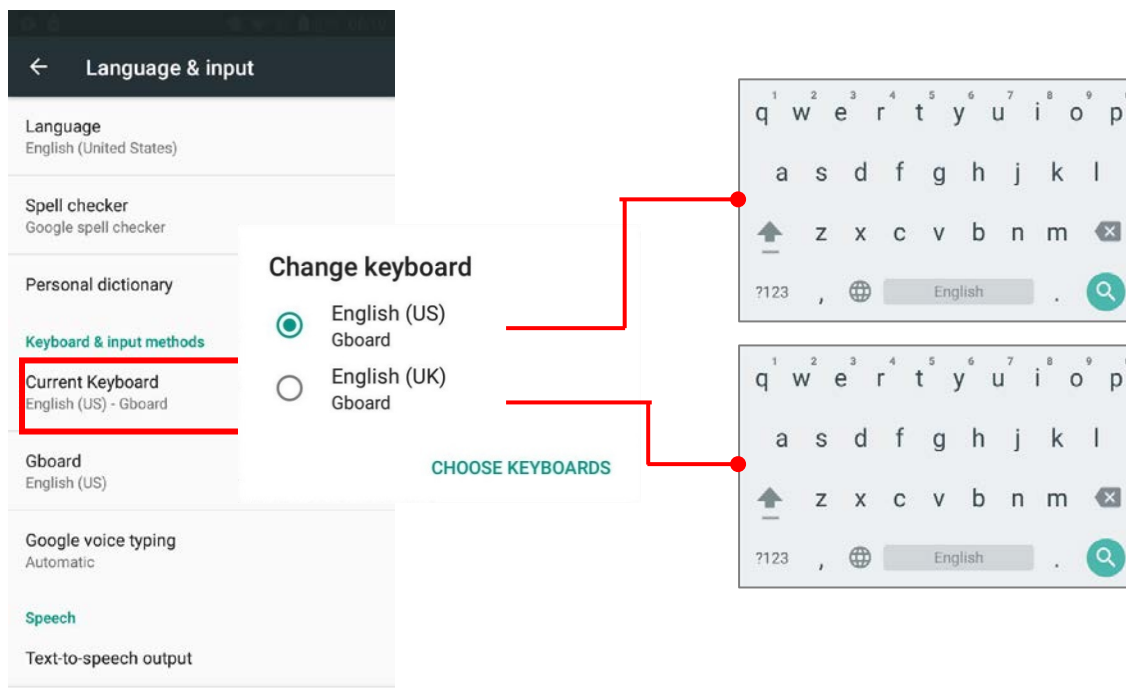 Language & input
Language
English (United States)
Spell checker
Google spell checker
Personal dictionary
Keyboard & input methods
Current Keyboard
English (US) - Gboard
Gboard
English (US)
Google voice typing
Automatic
Speech
Text-to-speech output
Change keyboard
English (US)
Gboard
English (UK)
Gboard
CHOOSE KEYBOARDS
1 2 3 4 5 6 7 8 9
q w e r t y u i o p
a s d f g h j k l
z x c v b n m
?123 , English .
1 2 3 4 5 6 7 8 9
q w e r t y u i o p
a s d f g h j k l
z x c v b n m
?123 , English .